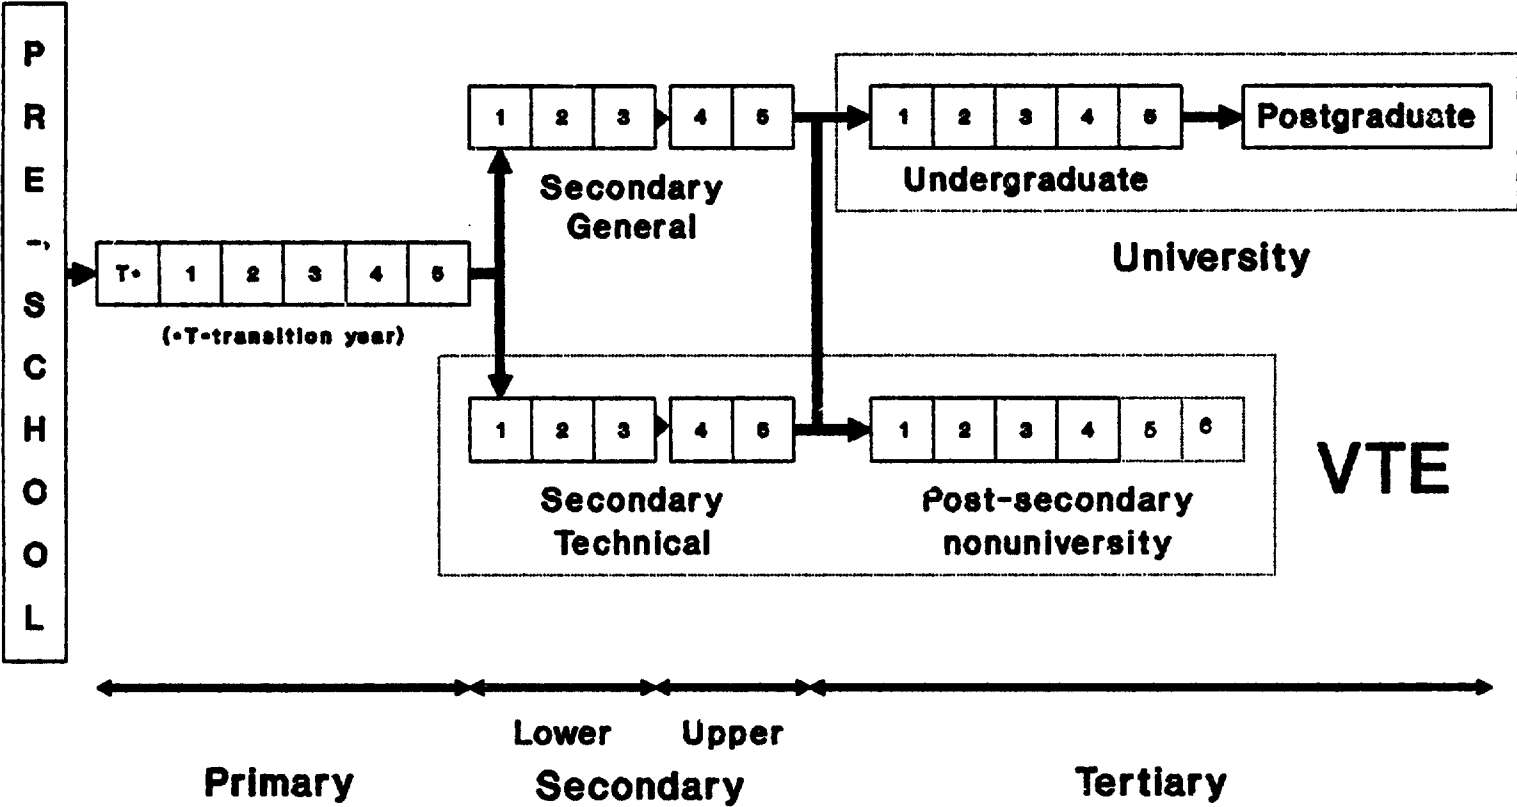 PRE-SCHOOL
1 2 3 4 5
1 2 3 4 5
Postgraduate
Secondary
General
Undergraduate
University
T* 1 2 3 4 5
(*T-transition year)
1 2 3 4 5
1 2 3 4 5 6
VTE
Secondary
Technical
Post-secondary
nonuniversity
Lower
Upper
Primary
Secondary
Tertiary